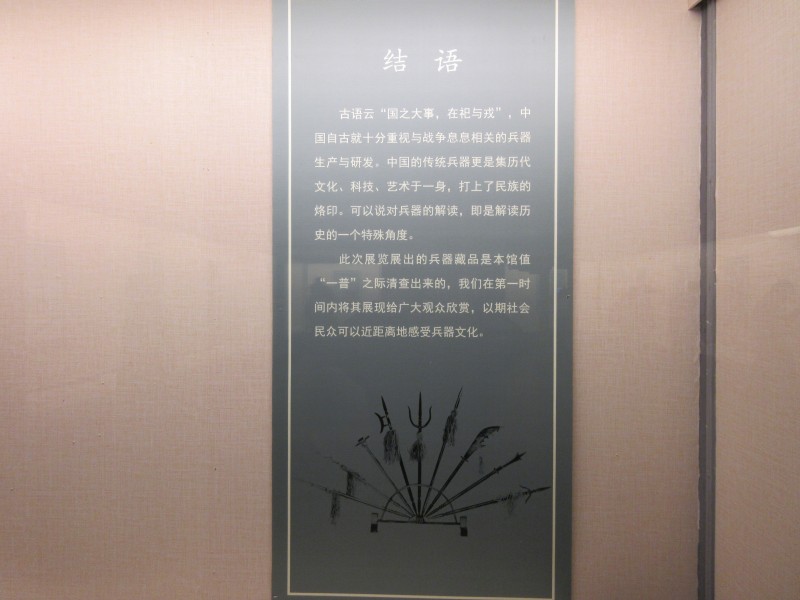 结 语
古语云“国之大事，在祀与戎”，中
国自古就十分重视与战争息息相关的兵器
生产与研发。中国的传统兵器更是集历代
文化、科技、艺术于一身，打上了民族的
烙印。可以说对兵器的解读，即是解读历
史的一个特殊角度。
此次展览展出的兵器藏品是本馆值
“一普”之际清查出来的，我们在第一时
间内将其展现给广大观众欣赏，以期社会
民众可以近距离地感受兵器文化。